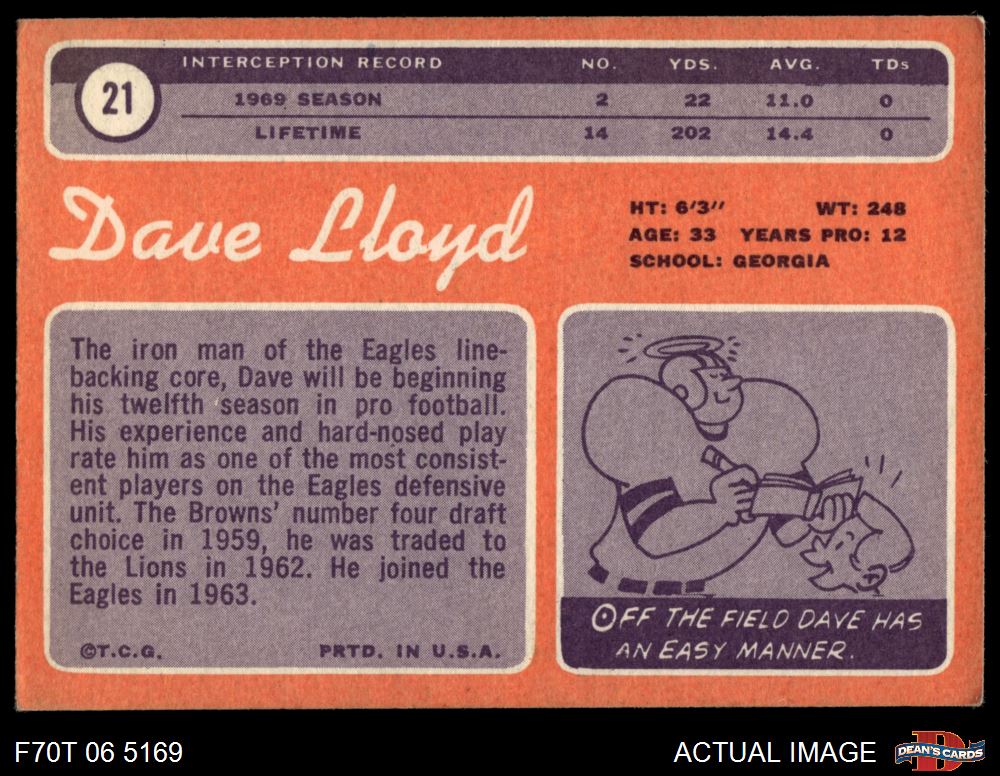 INTERCEPTION RECORD NO. YDS. AVG. TDs
21
1969 SEASON 2 22 11.0 0
LIFETIME 14 202 14.4 0
Dave Lloyd
HT: 6'3" WT: 248
AGE: 33 YEARS PRO: 12
SCHOOL: GEORGIA
The iron man of the Eagles line-
backing core, Dave will be beginning
his twelfth season in pro football.
His experience and hard-nosed play
rate him as one of the most consist-
ent players on the Eagles defensive
unit. The Browns' number four draft
choice in 1959, he was traded to
the Lions in 1962. He joined the
Eagles in 1963.
©T.C.G. PRTD. IN U.S.A.
OFF THE FIELD DAVE HAS
AN EASY MANNER.
F70T 06 5169
ACTUAL IMAGE
D
DEAN'S CARDS